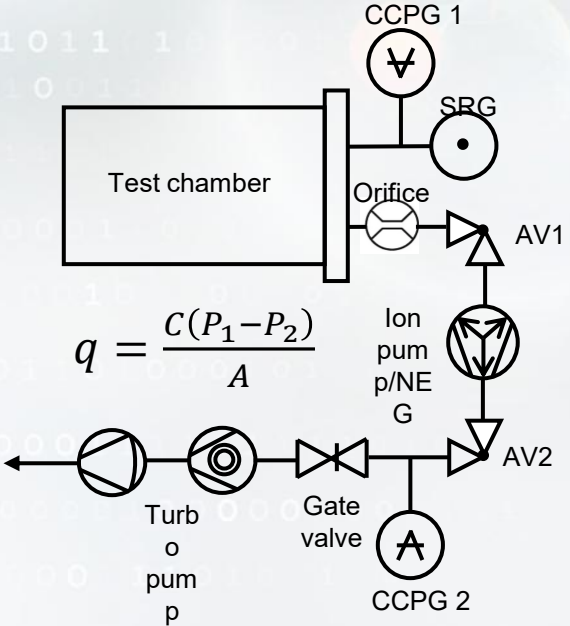 CCPG 1
SRG
Test chamber
Orifice
AV1
q = C(P₁−P₂)/A
Ion
pum
p/NE
G
AV2
Turb
o
pum
p
Gate
valve
CCPG 2